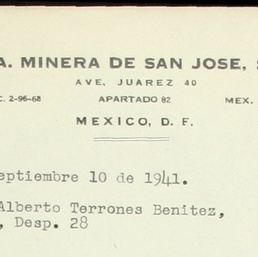 A. MINERA DE SAN JOSE, S
AVE. JUAREZ 40
C. 2-96-68 APARTADO 82 MEX.
MEXICO, D. F.
eptiembre 10 de 1941.
Alberto Terrones Benitez,
, Desp. 28